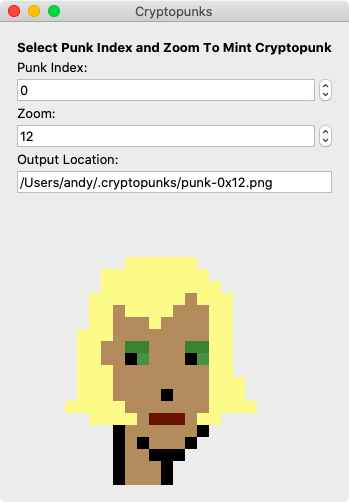 Cryptopunks
Select Punk Index and Zoom To Mint Cryptopunk
Punk Index:
0
Zoom:
12
Output Location:
/Users/andy/.cryptopunks/punk-0x12.png